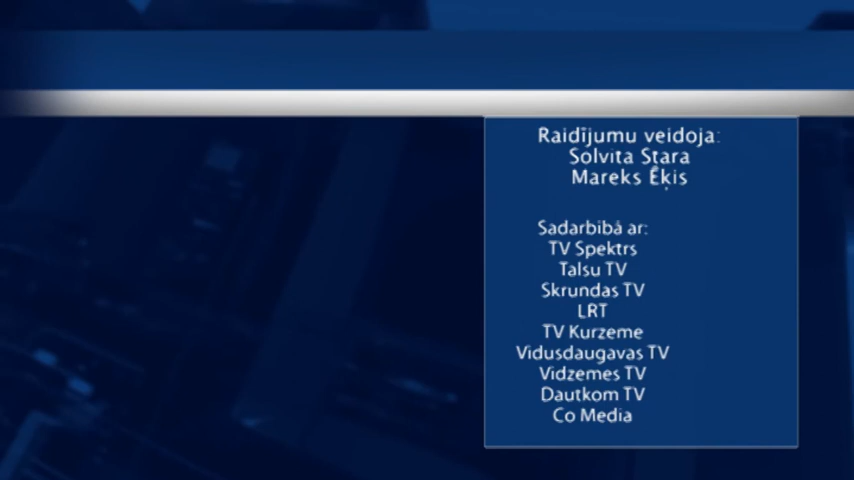 Raidījumu veidoja:
Solvita Stara
Mareks Ēķis
Sadarbībā ar:
TV Spektrs
Talsu TV
Skrundas TV
LRT
TV Kurzeme
Vidusdaugavas TV
Vidzemes TV
Dautkom TV
Co Media